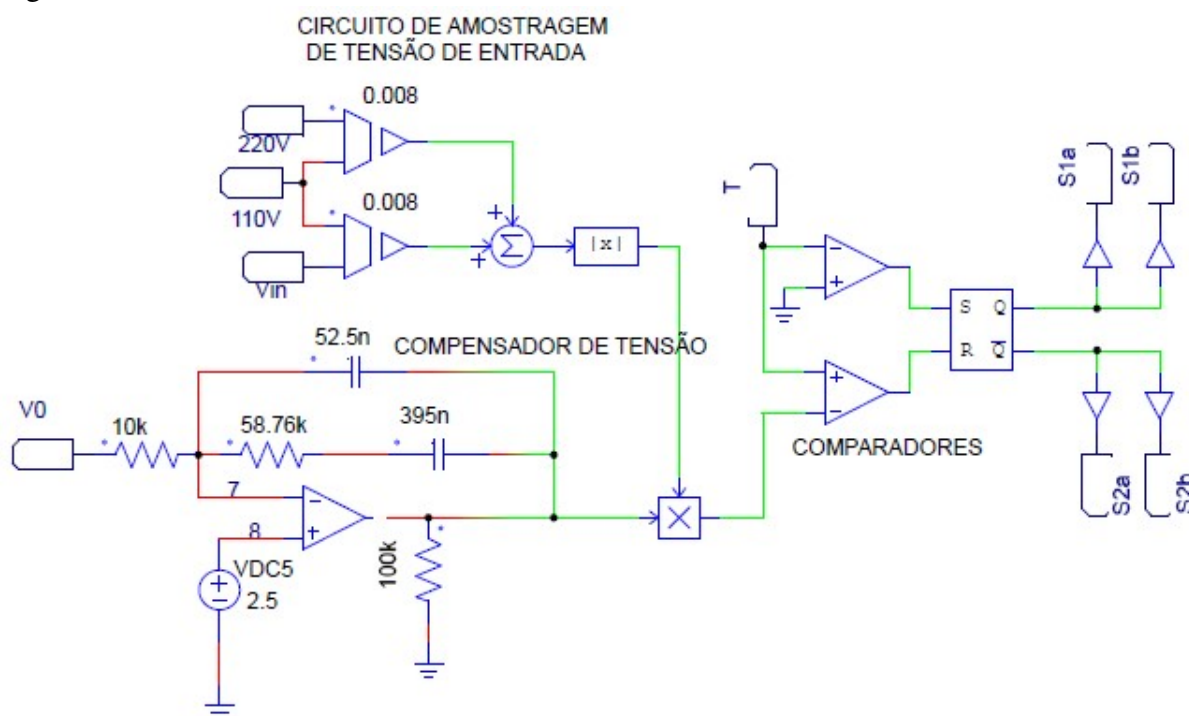 CIRCUITO DE AMOSTRAGEM
DE TENSÃO DE ENTRADA
0.008
220V
110V
0.008
Vin
+
+
Σ
|x|
T
S1a
S1b
S Q
R Q̅
S2a
S2b
COMPARADORES
52.5n
COMPENSADOR DE TENSÃO
V0
10k
58.76k
395n
7
8
VDC5
2.5
100k